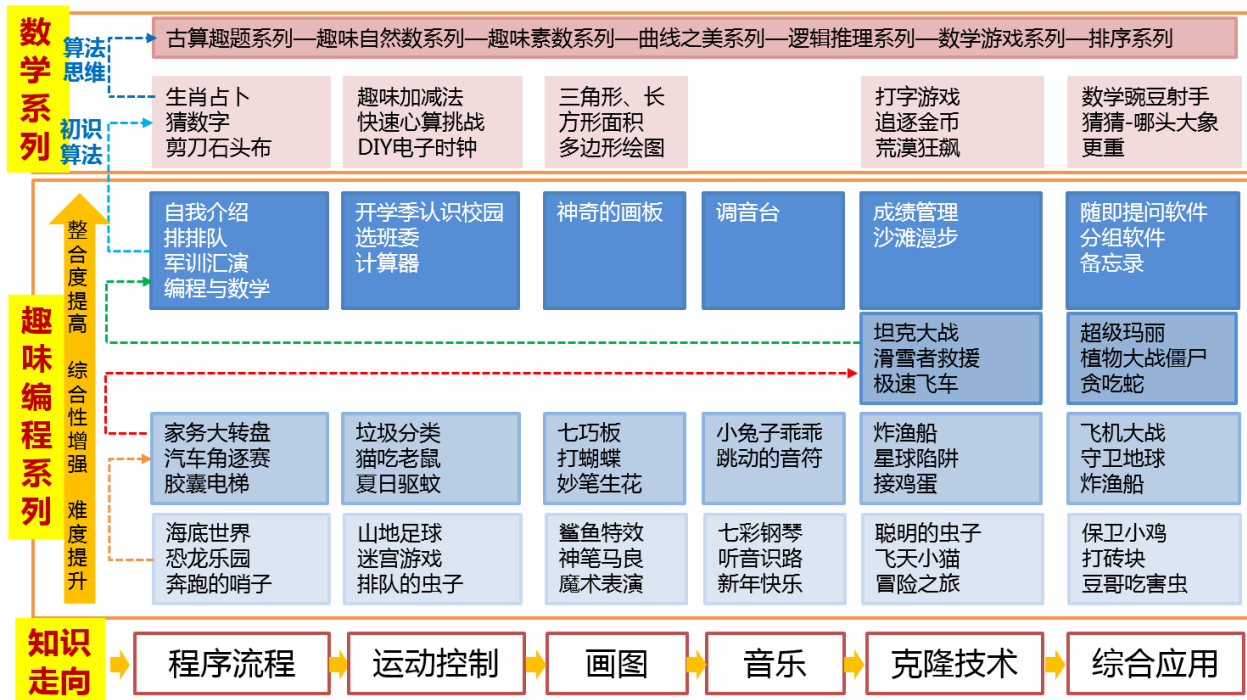 数学系列
算法思维
初识算法
古算趣题系列—趣味自然数系列—趣味素数系列—曲线之美系列—逻辑推理系列—数学游戏系列—排序系列
生肖占卜
猜数字
剪刀石头布
趣味加减法
快速心算挑战
DIY电子时钟
三角形、长
方形面积
多边形绘图
打字游戏
追逐金币
荒漠狂飙
数学豌豆射手
猜猜-哪头大象
更重
趣味编程系列
整合度提高 综合性增强 难度提升
自我介绍
排排队
军训汇演
编程与数学
开学季认识校园
选班委
计算器
神奇的画板
调音台
成绩管理
沙滩漫步
随即提问软件
分组软件
备忘录
坦克大战
滑雪者救援
极速飞车
超级玛丽
植物大战僵尸
贪吃蛇
家务大转盘
汽车角逐赛
胶囊电梯
垃圾分类
猫吃老鼠
夏日驱蚊
七巧板
打蝴蝶
妙笔生花
小兔子乖乖
跳动的音符
炸渔船
星球陷阱
接鸡蛋
飞机大战
守卫地球
炸渔船
海底世界
恐龙乐园
奔跑的哨子
山地足球
迷宫游戏
排队的虫子
鲨鱼特效
神笔马良
魔术表演
七彩钢琴
听音识路
新年快乐
聪明的虫子
飞天小猫
冒险之旅
保卫小鸡
打砖块
豆哥吃害虫
知识
走向
程序流程
运动控制
画图
音乐
克隆技术
综合应用